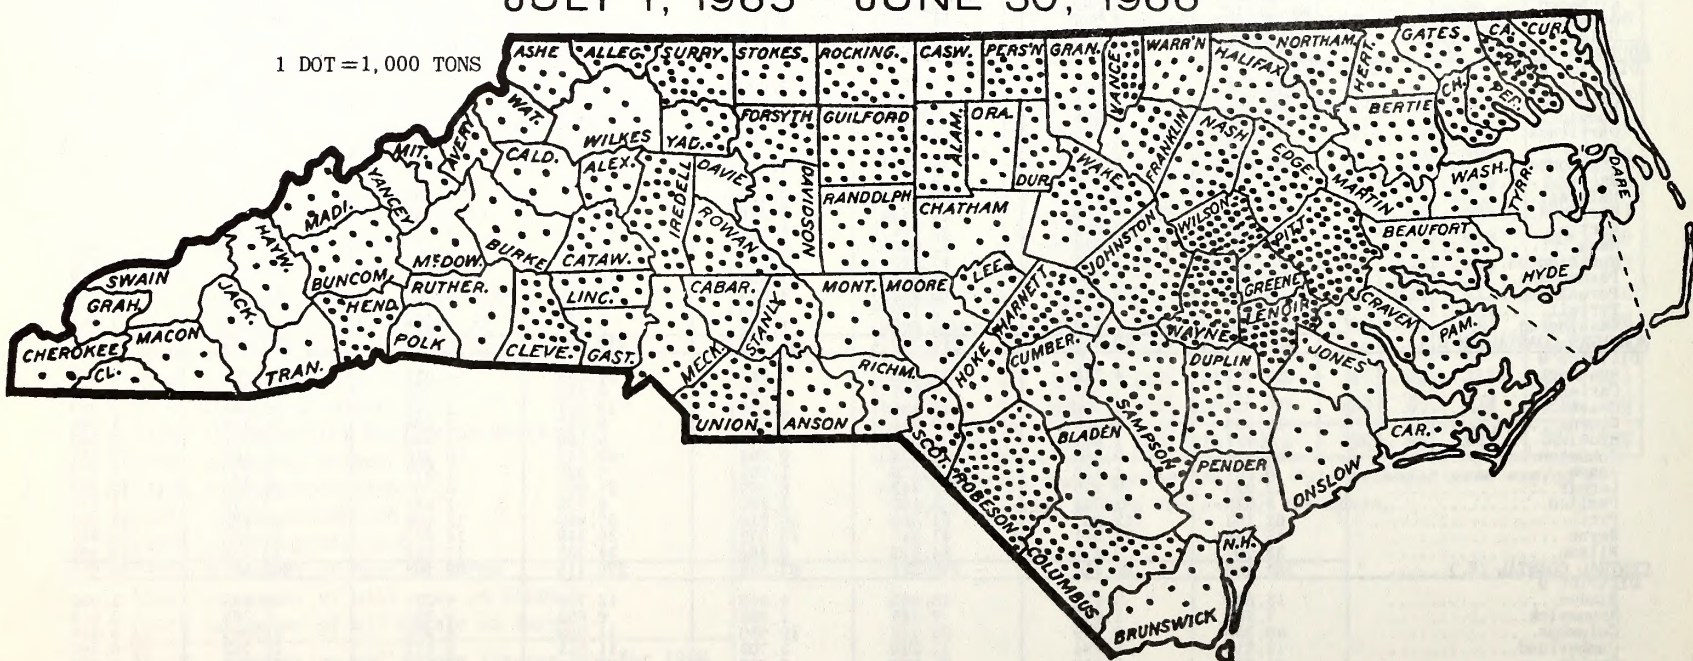 JULY 1, 1985 JUNE 30, 1986
1 DOT=1,000 TONS
ASHE ALLEG. SURRY STOKES. ROCKING. CASW. PERS'N GRAN. VANCE WARR'N HALIFAX NORTHAM. HERT. GATES CA. CUR.
WAT. WILKES YAD. FORSYTH GUILFORD ALAM. ORA. DUR. FRANKLIN NASH EDGE BERTIE CH. PAS. PER.
MIT. AVERY CALD. ALEX. IREDELL DAVIE DAVIDSON RANDOLPH CHATHAM WAKE MARTIN WASH. TYRR. DARE
MADI. YANCEY BURKE CATAW. ROWAN JOHNSTON WILSON PITT BEAUFORT HYDE
SWAIN HAYW. BUNCOM. McDOW. RUTHER. LINC. CABAR. STANLY MONT. MOORE LEE HARNETT WAYNE GREENE LENOIR CRAVEN PAM.
GRAH. JACK. HEND. POLK CLEVE. GAST. MECK. RICHM. HOKE CUMBER. SAMPSON DUPLIN JONES
CHEROKEE MACON CL. TRAN. UNION ANSON SCOT. ROBESON BLADEN PENDER ONSLOW CAR.
COLUMBUS BRUNSWICK N.H.